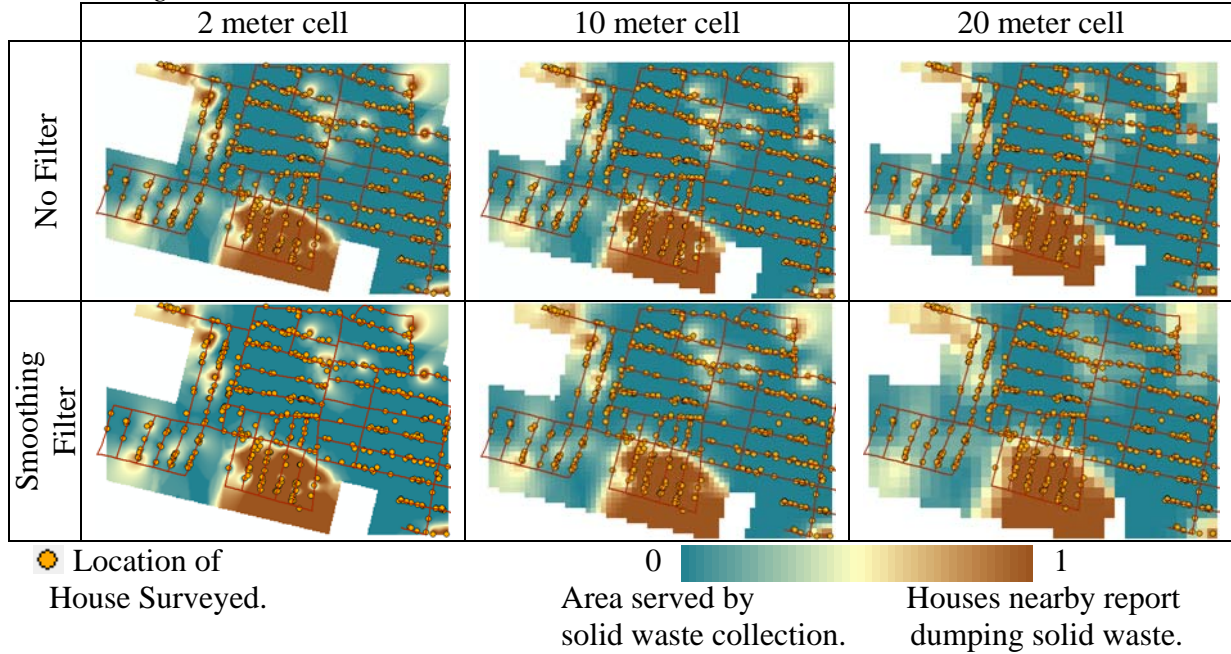 2 meter cell 10 meter cell 20 meter cell
No Filter
Smoothing
Filter
Location of
House Surveyed.
0 1
Area served by
solid waste collection.
Houses nearby report
dumping solid waste.